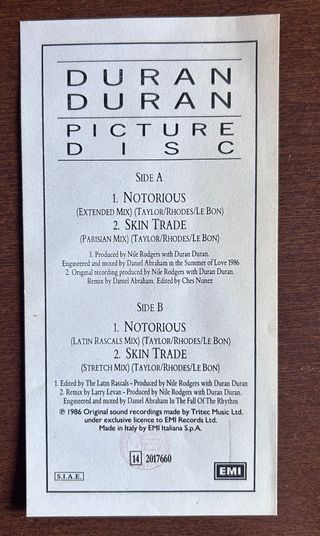 DURAN
DURAN
PICTURE
DISC
SIDE A
1. NOTORIOUS
(EXTENDED MIX) (TAYLOR/RHODES/LE BON)
2. SKIN TRADE
(PARISIAN MIX) (TAYLOR/RHODES/LE BON)
1. Produced by Nile Rodgers with Duran Duran.
Engineered and mixed by Daniel Abraham in the Summer of Love 1986
2. Original recording produced by Nile Rodgers with Duran Duran.
Remix by Daniel Abraham. Edited by Ches Nunez
SIDE B
1. NOTORIOUS
(LATIN RASCALS MIX) (TAYLOR/RHODES/LE BON)
2. SKIN TRADE
(STRETCH MIX) (TAYLOR/RHODES/LE BON)
1. Edited by The Latin Rascals - Produced by Nile Rodgers with Duran Duran
2. Remix by Larry Levan - Produced by Nile Rodgers with Duran Duran.
Engineered and mixed by Daniel Abraham In The Fall Of The Rhythm
℗ 1986 Original sound recordings made by Tritec Music Ltd.
under exclusive licence to EMI Records Ltd.
Made in Italy by EMI Italiana S.p.A.
14 2017660
S.I.A.E.
EMI